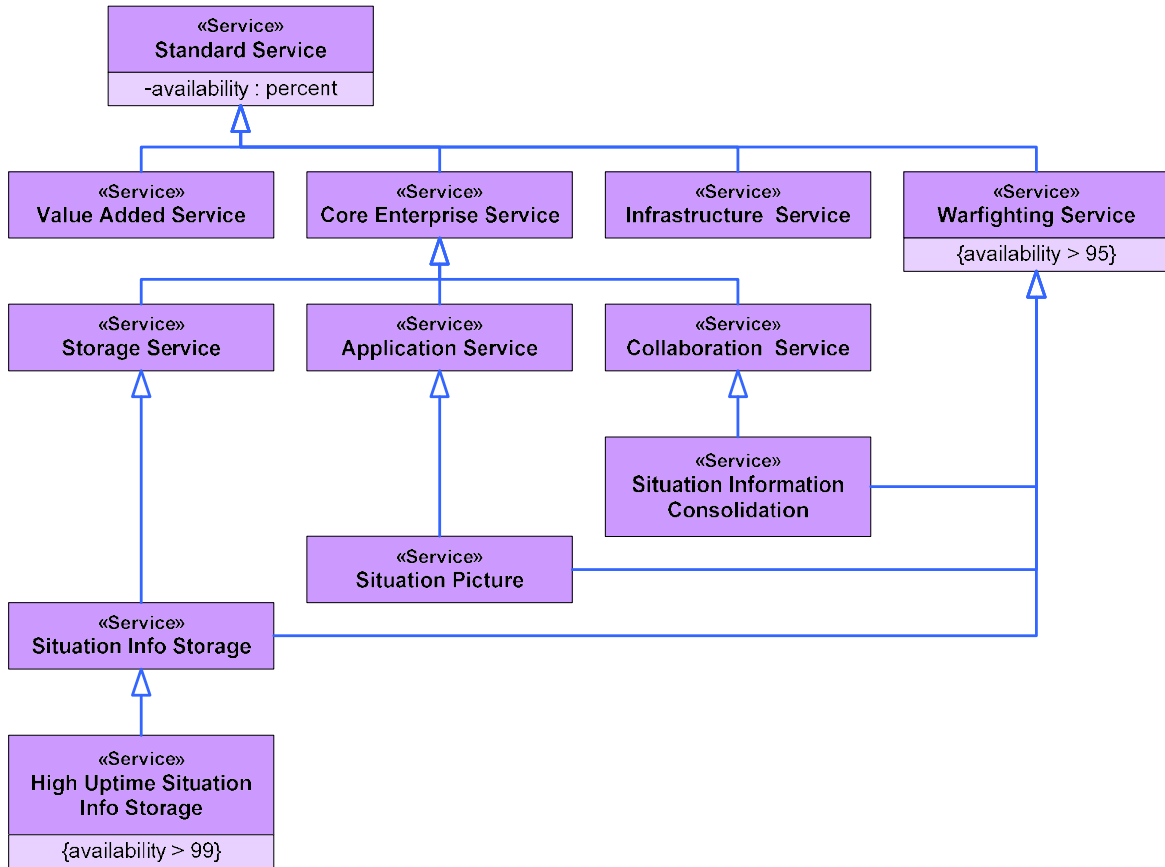 «Service»
Standard Service
-availability : percent
«Service»
Value Added Service
«Service»
Core Enterprise Service
«Service»
Infrastructure Service
«Service»
Warfighting Service
{availability > 95}
«Service»
Storage Service
«Service»
Application Service
«Service»
Collaboration Service
«Service»
Situation Information
Consolidation
«Service»
Situation Picture
«Service»
Situation Info Storage
«Service»
High Uptime Situation
Info Storage
{availability > 99}